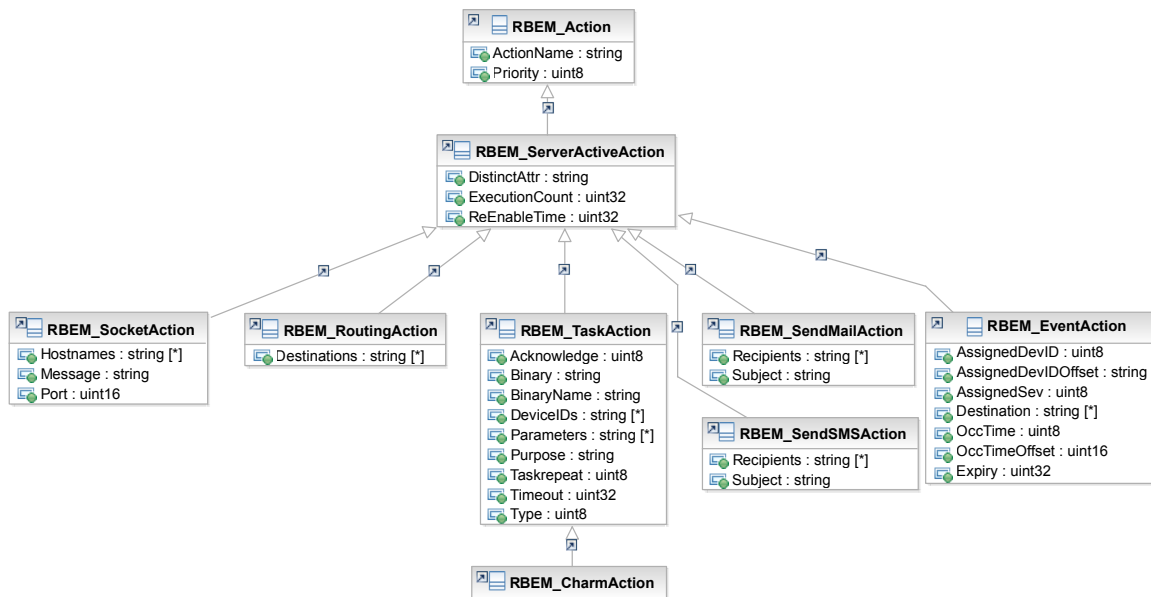 RBEM_Action
ActionName : string
Priority : uint8
RBEM_ServerActiveAction
DistinctAttr : string
ExecutionCount : uint32
ReEnableTime : uint32
RBEM_SocketAction
Hostnames : string [*]
Message : string
Port : uint16
RBEM_RoutingAction
Destinations : string [*]
RBEM_TaskAction
Acknowledge : uint8
Binary : string
BinaryName : string
DeviceIDs : string [*]
Parameters : string [*]
Purpose : string
Taskrepeat : uint8
Timeout : uint32
Type : uint8
RBEM_SendMailAction
Recipients : string [*]
Subject : string
RBEM_SendSMSAction
Recipients : string [*]
Subject : string
RBEM_EventAction
AssignedDevID : uint8
AssignedDevIDOffset : string
AssignedSev : uint8
Destination : string [*]
OccTime : uint8
OccTimeOffset : uint16
Expiry : uint32
RBEM_CharmAction